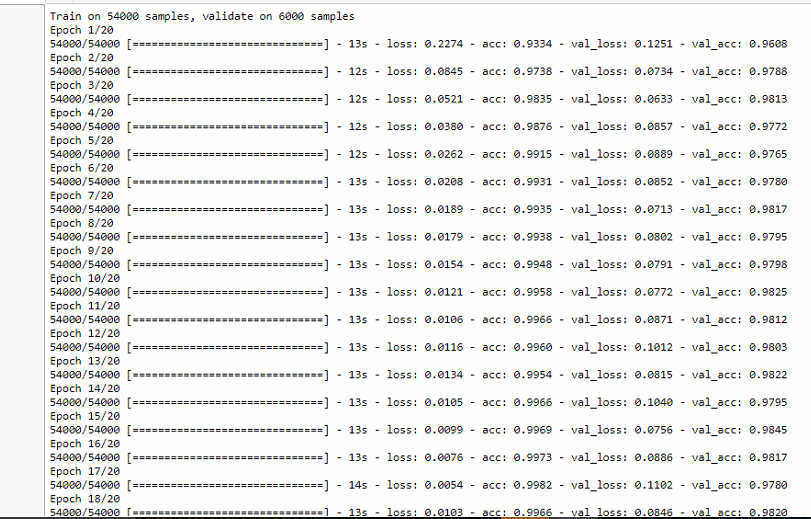 Train on 54000 samples, validate on 6000 samples
Epoch 1/20
54000/54000 [==============================] - 13s - loss: 0.2274 - acc: 0.9334 - val_loss: 0.1251 - val_acc: 0.9608
Epoch 2/20
54000/54000 [==============================] - 12s - loss: 0.0845 - acc: 0.9738 - val_loss: 0.0734 - val_acc: 0.9788
Epoch 3/20
54000/54000 [==============================] - 12s - loss: 0.0521 - acc: 0.9835 - val_loss: 0.0633 - val_acc: 0.9813
Epoch 4/20
54000/54000 [==============================] - 12s - loss: 0.0380 - acc: 0.9876 - val_loss: 0.0857 - val_acc: 0.9772
Epoch 5/20
54000/54000 [==============================] - 12s - loss: 0.0262 - acc: 0.9915 - val_loss: 0.0889 - val_acc: 0.9765
Epoch 6/20
54000/54000 [==============================] - 13s - loss: 0.0208 - acc: 0.9931 - val_loss: 0.0852 - val_acc: 0.9780
Epoch 7/20
54000/54000 [==============================] - 13s - loss: 0.0189 - acc: 0.9935 - val_loss: 0.0713 - val_acc: 0.9817
Epoch 8/20
54000/54000 [==============================] - 13s - loss: 0.0179 - acc: 0.9938 - val_loss: 0.0802 - val_acc: 0.9795
Epoch 9/20
54000/54000 [==============================] - 13s - loss: 0.0154 - acc: 0.9948 - val_loss: 0.0791 - val_acc: 0.9798
Epoch 10/20
54000/54000 [==============================] - 13s - loss: 0.0121 - acc: 0.9958 - val_loss: 0.0772 - val_acc: 0.9825
Epoch 11/20
54000/54000 [==============================] - 13s - loss: 0.0106 - acc: 0.9966 - val_loss: 0.0871 - val_acc: 0.9812
Epoch 12/20
54000/54000 [==============================] - 13s - loss: 0.0116 - acc: 0.9960 - val_loss: 0.1012 - val_acc: 0.9803
Epoch 13/20
54000/54000 [==============================] - 13s - loss: 0.0134 - acc: 0.9954 - val_loss: 0.0815 - val_acc: 0.9822
Epoch 14/20
54000/54000 [==============================] - 13s - loss: 0.0105 - acc: 0.9966 - val_loss: 0.1040 - val_acc: 0.9795
Epoch 15/20
54000/54000 [==============================] - 13s - loss: 0.0099 - acc: 0.9969 - val_loss: 0.0756 - val_acc: 0.9845
Epoch 16/20
54000/54000 [==============================] - 13s - loss: 0.0076 - acc: 0.9973 - val_loss: 0.0886 - val_acc: 0.9817
Epoch 17/20
54000/54000 [==============================] - 14s - loss: 0.0054 - acc: 0.9982 - val_loss: 0.1102 - val_acc: 0.9780
Epoch 18/20
54000/54000 [==============================] - 13s - loss: 0.0103 - acc: 0.9966 - val_loss: 0.0846 - val_acc: 0.9820